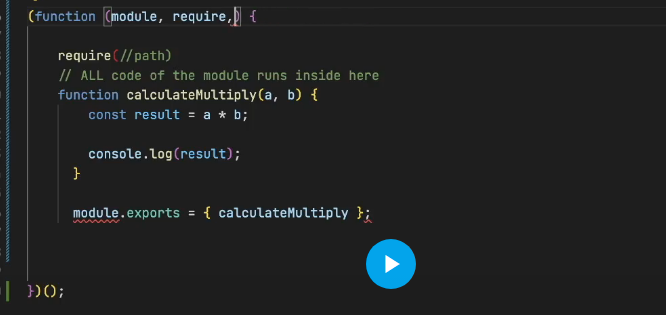 (function (module, require,) {
require(//path)
// ALL code of the module runs inside here
function calculateMultiply(a, b) {
const result = a * b;
console.log(result);
}
module.exports = { calculateMultiply };
})();